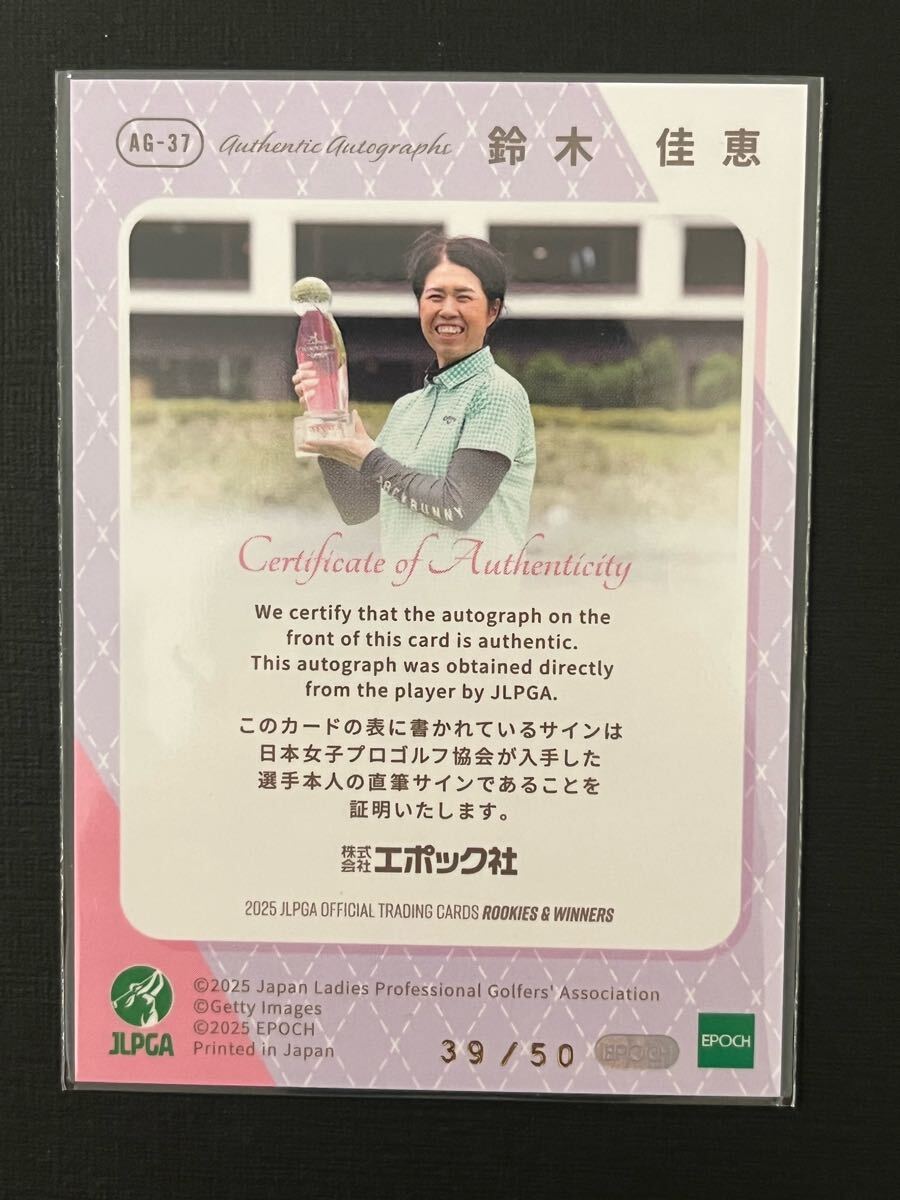 AG-37 Authentic Autographs 鈴木 佳恵
Certificate of Authenticity
We certify that the autograph on the
front of this card is authentic.
This autograph was obtained directly
from the player by JLPGA.
このカードの表に書かれているサインは
日本女子プロゴルフ協会が入手した
選手本人の直筆サインであることを
証明いたします。
株式会社エポック社
2025 JLPGA OFFICIAL TRADING CARDS ROOKIES & WINNERS
©2025 Japan Ladies Professional Golfers' Association
©Getty Images
©2025 EPOCH
Printed in Japan
JLPGA
39/50
EPOCH
EPOCH